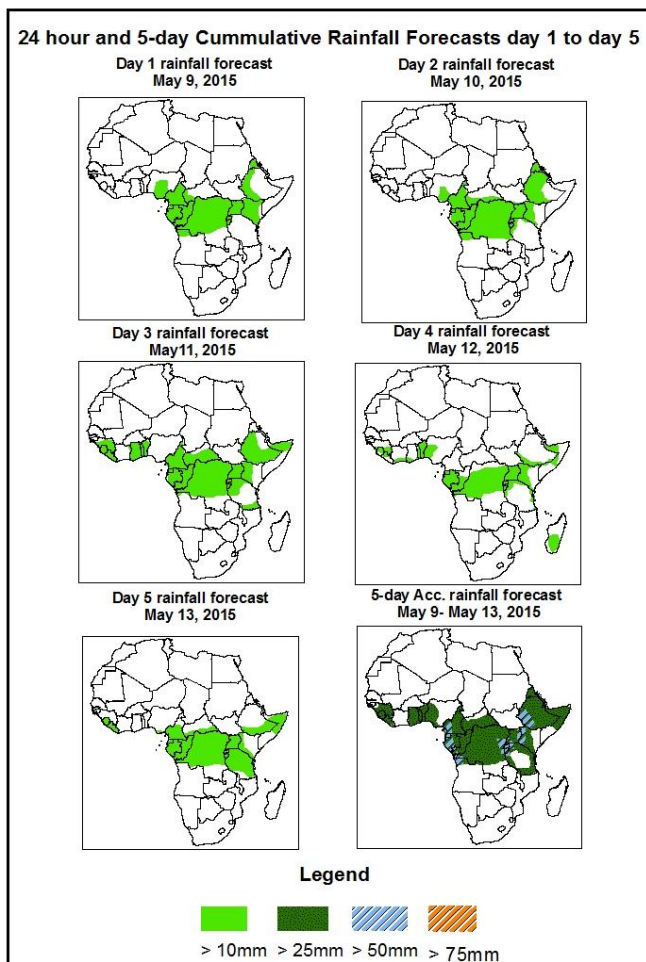 24 hour and 5-day Cummulative Rainfall Forecasts day 1 to day 5
Day 1 rainfall forecast
May 9, 2015
Day 2 rainfall forecast
May 10, 2015
Day 3 rainfall forecast
May11, 2015
Day 4 rainfall forecast
May 12, 2015
Day 5 rainfall forecast
May 13, 2015
5-day Acc. rainfall forecast
May 9- May 13, 2015
Legend
> 10mm > 25mm > 50mm > 75mm